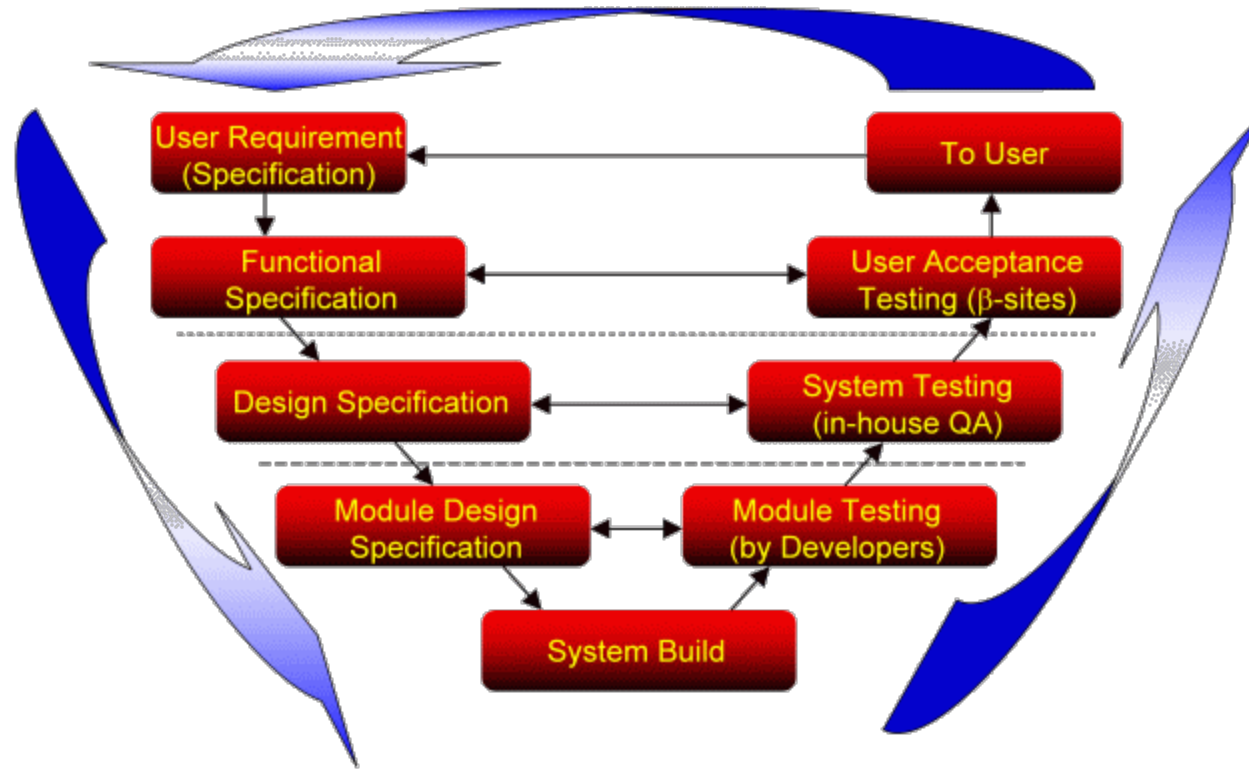 User Requirement
(Specification)
To User
Functional
Specification
User Acceptance
Testing (β-sites)
Design Specification
System Testing
(in-house QA)
Module Design
Specification
Module Testing
(by Developers)
System Build